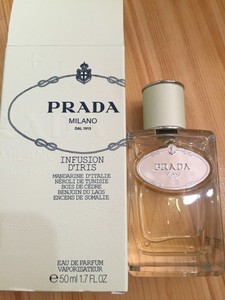 PRADA
MILANO
DAL 1913
INFUSION
D'IRIS
MANDARINE D'ITALIE
NÉROLI DE TUNISIE
BOIS DE CÈDRE
BENJOIN DU LAOS
ENCENS DE SOMALIE
EAU DE PARFUM
VAPORISATEUR
℮ 50 ml 1.7 FL.OZ
PRADA